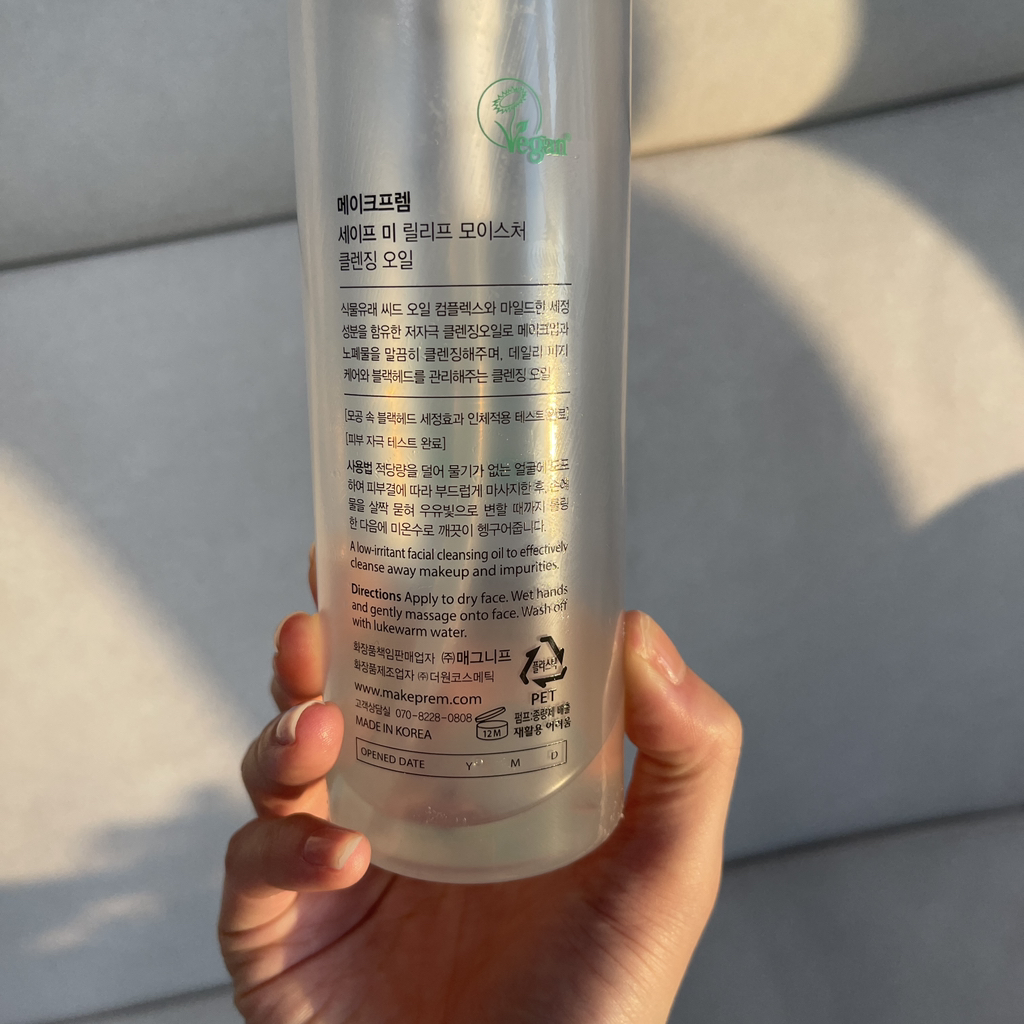 Vegan
메이크프렘
세이프 미 릴리프 모이스처
클렌징 오일
식물유래 씨드 오일 컴플렉스와 마일드한 세정
성분을 함유한 저자극 클렌징오일로 메이크업과
노폐물을 말끔히 클렌징해주며, 데일리 피지
케어와 블랙헤드를 관리해주는 클렌징 오일
[모공 속 블랙헤드 세정효과 인체적용 테스트 완료]
[피부 자극 테스트 완료]
사용법 적당량을 덜어 물기가 없는 얼굴에 도포
하여 피부결에 따라 부드럽게 마사지한 후, 손에
물을 살짝 묻혀 우유빛으로 변할 때까지 롤링
한 다음에 미온수로 깨끗이 헹구어줍니다.
A low-irritant facial cleansing oil to effectively
cleanse away makeup and impurities.
Directions Apply to dry face. Wet hands
and gently massage onto face. Wash off
with lukewarm water.
화장품책임판매업자 ㈜매그니프
화장품제조업자 ㈜더원코스메틱
플라스틱
PET
www.makeprem.com
고객상담실 070-8228-0808
MADE IN KOREA
12M
펌프:종량제 배출
재활용 어려움
OPENED DATE Y M D